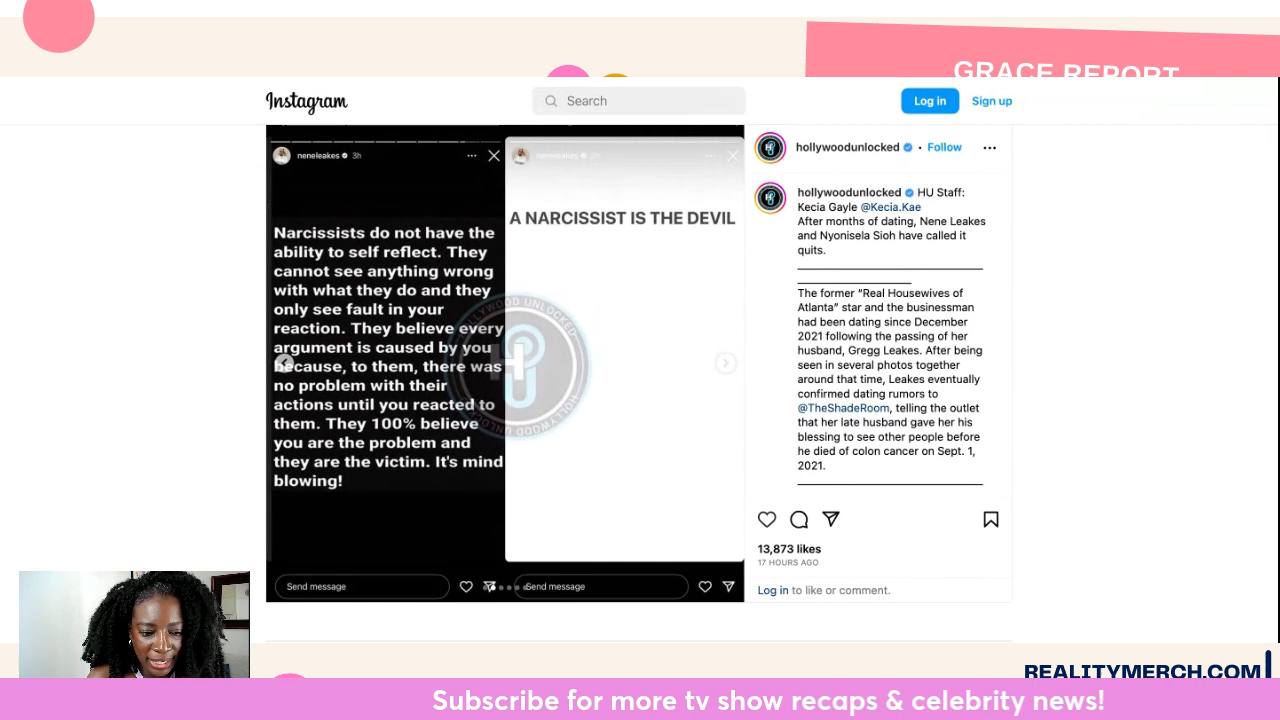 GRACE REPORT
Instagram
Search
Log in
Sign up
neneleakes 3h
Narcissists do not have the
ability to self reflect. They
cannot see anything wrong
with what they do and they
only see fault in your
reaction. They believe every
argument is caused by you
because, to them, there was
no problem with their
actions until you reacted to
them. They 100% believe
you are the problem and
they are the victim. It's mind
blowing!
Send message
neneleakes
A NARCISSIST IS THE DEVIL
Send message
HOLLYWOOD UNLOCKED
HOLLYWOOD UNLOCKED
hollywoodunlocked • Follow
hollywoodunlocked HU Staff:
Kecia Gayle @Kecia.Kae
After months of dating, Nene Leakes
and Nyonisela Sioh have called it
quits.
The former “Real Housewives of
Atlanta” star and the businessman
had been dating since December
2021 following the passing of her
husband, Gregg Leakes. After being
seen in several photos together
around that time, Leakes eventually
confirmed dating rumors to
@TheShadeRoom, telling the outlet
that her late husband gave her his
blessing to see other people before
he died of colon cancer on Sept. 1,
2021.
13,873 likes
17 HOURS AGO
Log in to like or comment.
REALITYMERCH.COM
Subscribe for more tv show recaps & celebrity news!